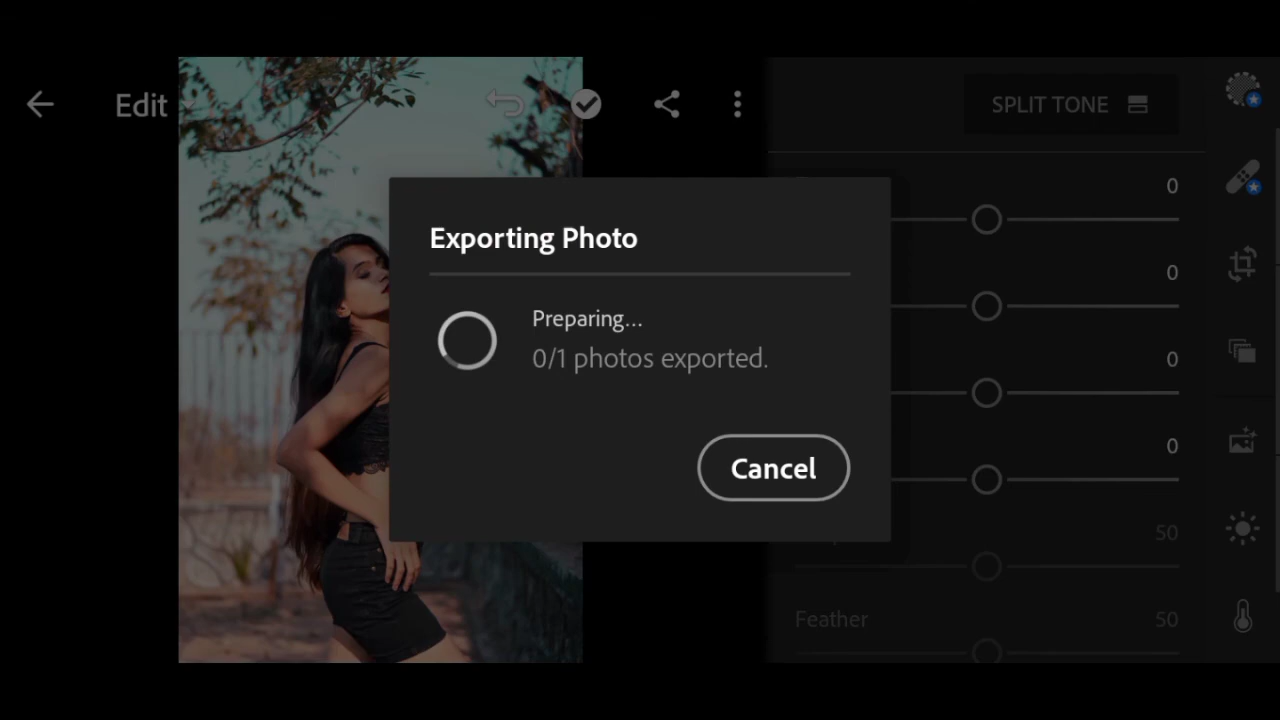 Edit
SPLIT TONE
0
Exporting Photo
0
Preparing...
0/1 photos exported.
0
0
Cancel
50
Feather
50